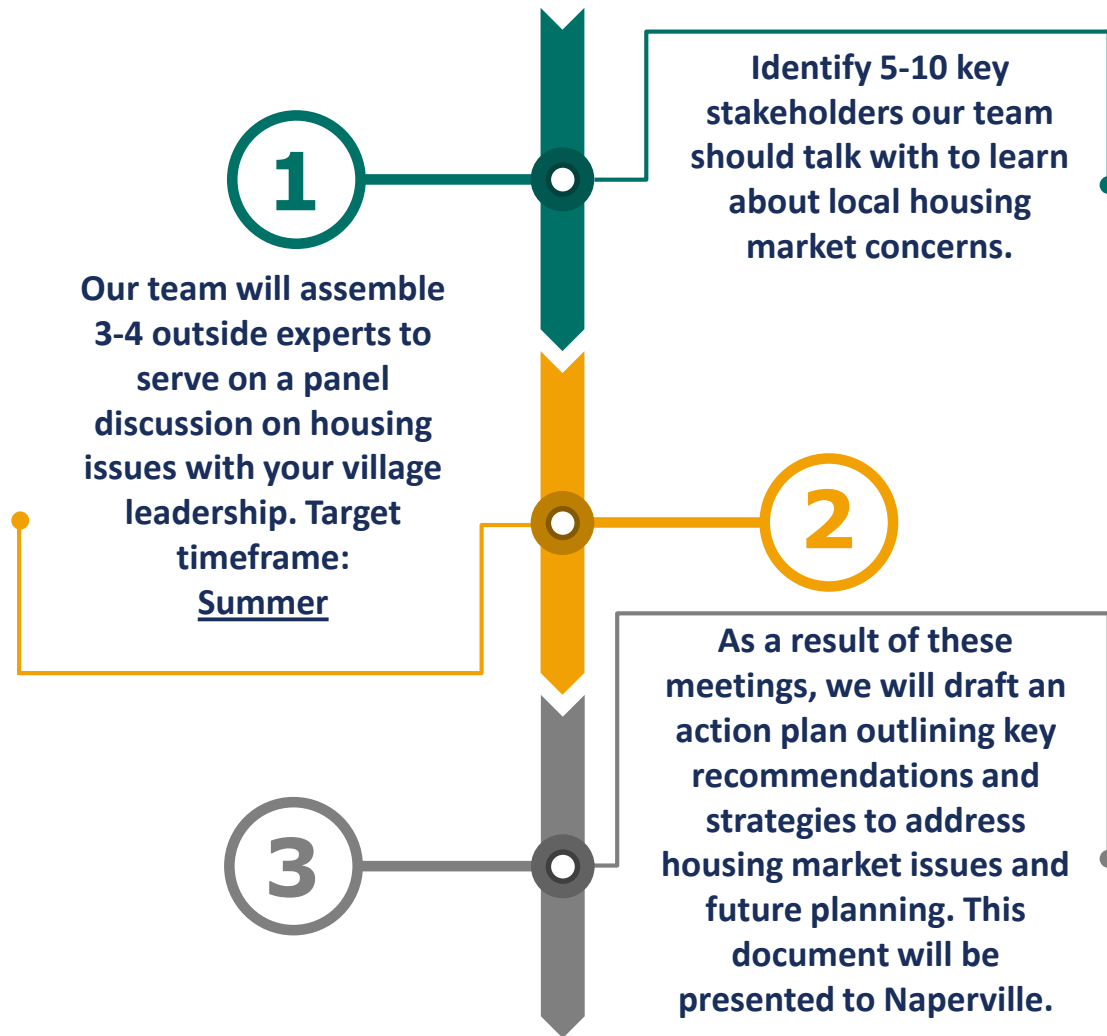 1
Identify 5-10 key
stakeholders our team
should talk with to learn
about local housing
market concerns.
2
Our team will assemble
3-4 outside experts to
serve on a panel
discussion on housing
issues with your village
leadership. Target
timeframe:
Summer
3
As a result of these
meetings, we will draft an
action plan outlining key
recommendations and
strategies to address
housing market issues and
future planning. This
document will be
presented to Naperville.